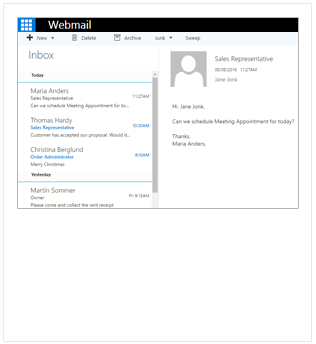 Webmail
New Delete Archive Junk Sweep
Inbox
Today
Maria Anders
Sales Representative 11:27AM
Can we schedule Meeting Appointment for to...
Thomas Hardy
Sales Representative 10:20AM
Customer has accepted our proposal. Would it...
Christina Berglund
Order Administrator 8:10AM
Merry Christmas
Yesterday
Martin Sommer
Owner Fri 9:15AM
Please come and collect the rent receipt
Sales Representative
05/05/2019 11:27AM
Jane Jonk
Hi Jane Jonk,
Can we schedule Meeting Appointment for today?
Thanks,
Maria Anders.